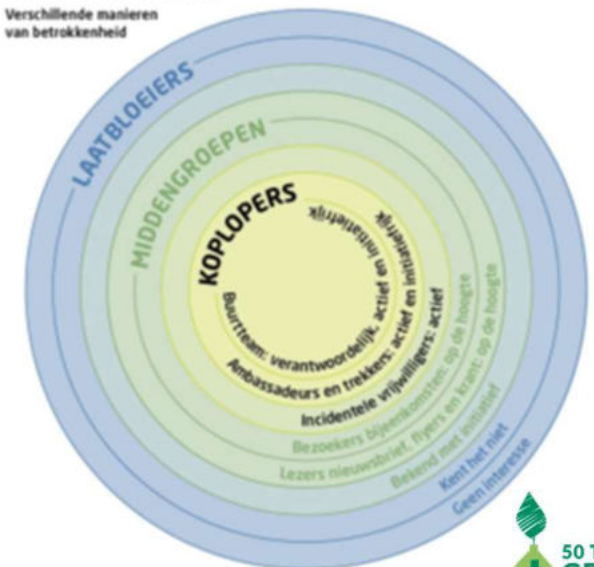 Verschillende manieren
van betrokkenheid
LAATBLOEIERS
MIDDENGROEPEN
KOPLOPERS
Buurtteam: verantwoordelijk, actief en initiatiefrijk
Ambassadeurs en trekkers: actief en initiatiefrijk
Incidentele vrijwilligers: actief
Bezoekers bijeenkomsten: op de hoogte
Lezers nieuwsbrief, flyers en krant: op de hoogte
Bekend met initiatief
Kent het niet
Geen interesse
50 T